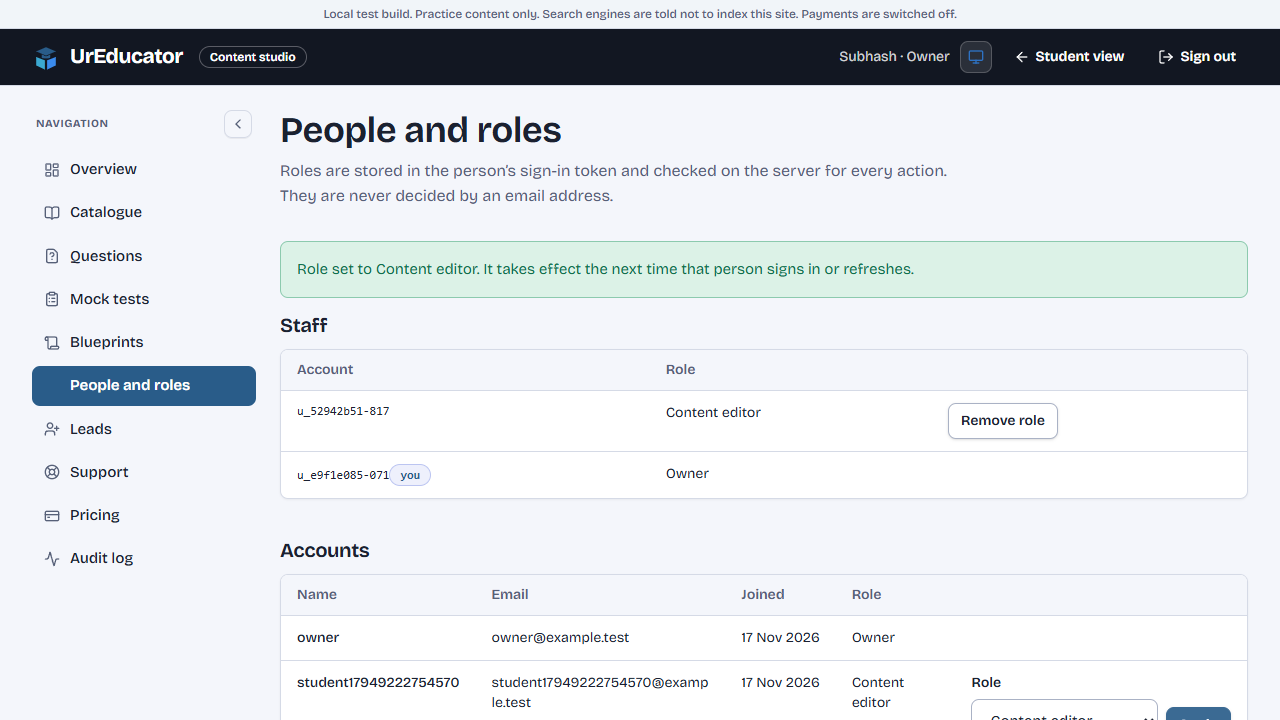 Local test build. Practice content only. Search engines are told not to index this site. Payments are switched off.
UrEducator
Content studio
Subhash · Owner
Student view
Sign out
NAVIGATION
Overview
Catalogue
Questions
Mock tests
Blueprints
People and roles
Leads
Support
Pricing
Audit log
People and roles
Roles are stored in the person's sign-in token and checked on the server for every action.
They are never decided by an email address.
Role set to Content editor. It takes effect the next time that person signs in or refreshes.
Staff
Account Role
u_52942b51-817 Content editor Remove role
u_e9f1e085-071 you Owner
Accounts
Name Email Joined Role
owner owner@example.test 17 Nov 2026 Owner
student17949222754570 student17949222754570@examp 17 Nov 2026 Content Role
le.test editor
Content editor